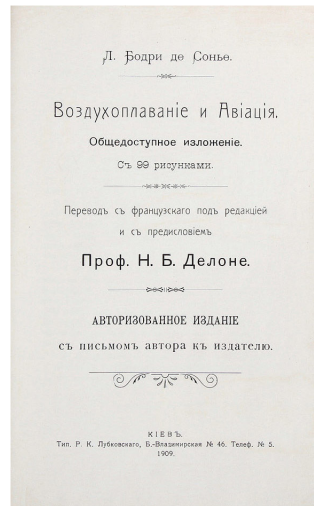 Л. Бодри де Сонье.
Воздухоплаваніе и Авіація.
Общедоступное изложеніе.
Съ 99 рисунками.
Переводъ съ французскаго подъ редакціей
и съ предисловіемъ
Проф. Н. Б. Делоне.
АВТОРИЗОВАННОЕ ИЗДАНІЕ
съ письмомъ автора къ издателю.
КІЕВЪ.
Тип. Р. К. Лубковскаго, Б.-Владимирская № 46. Телеф. № 5.
1909.